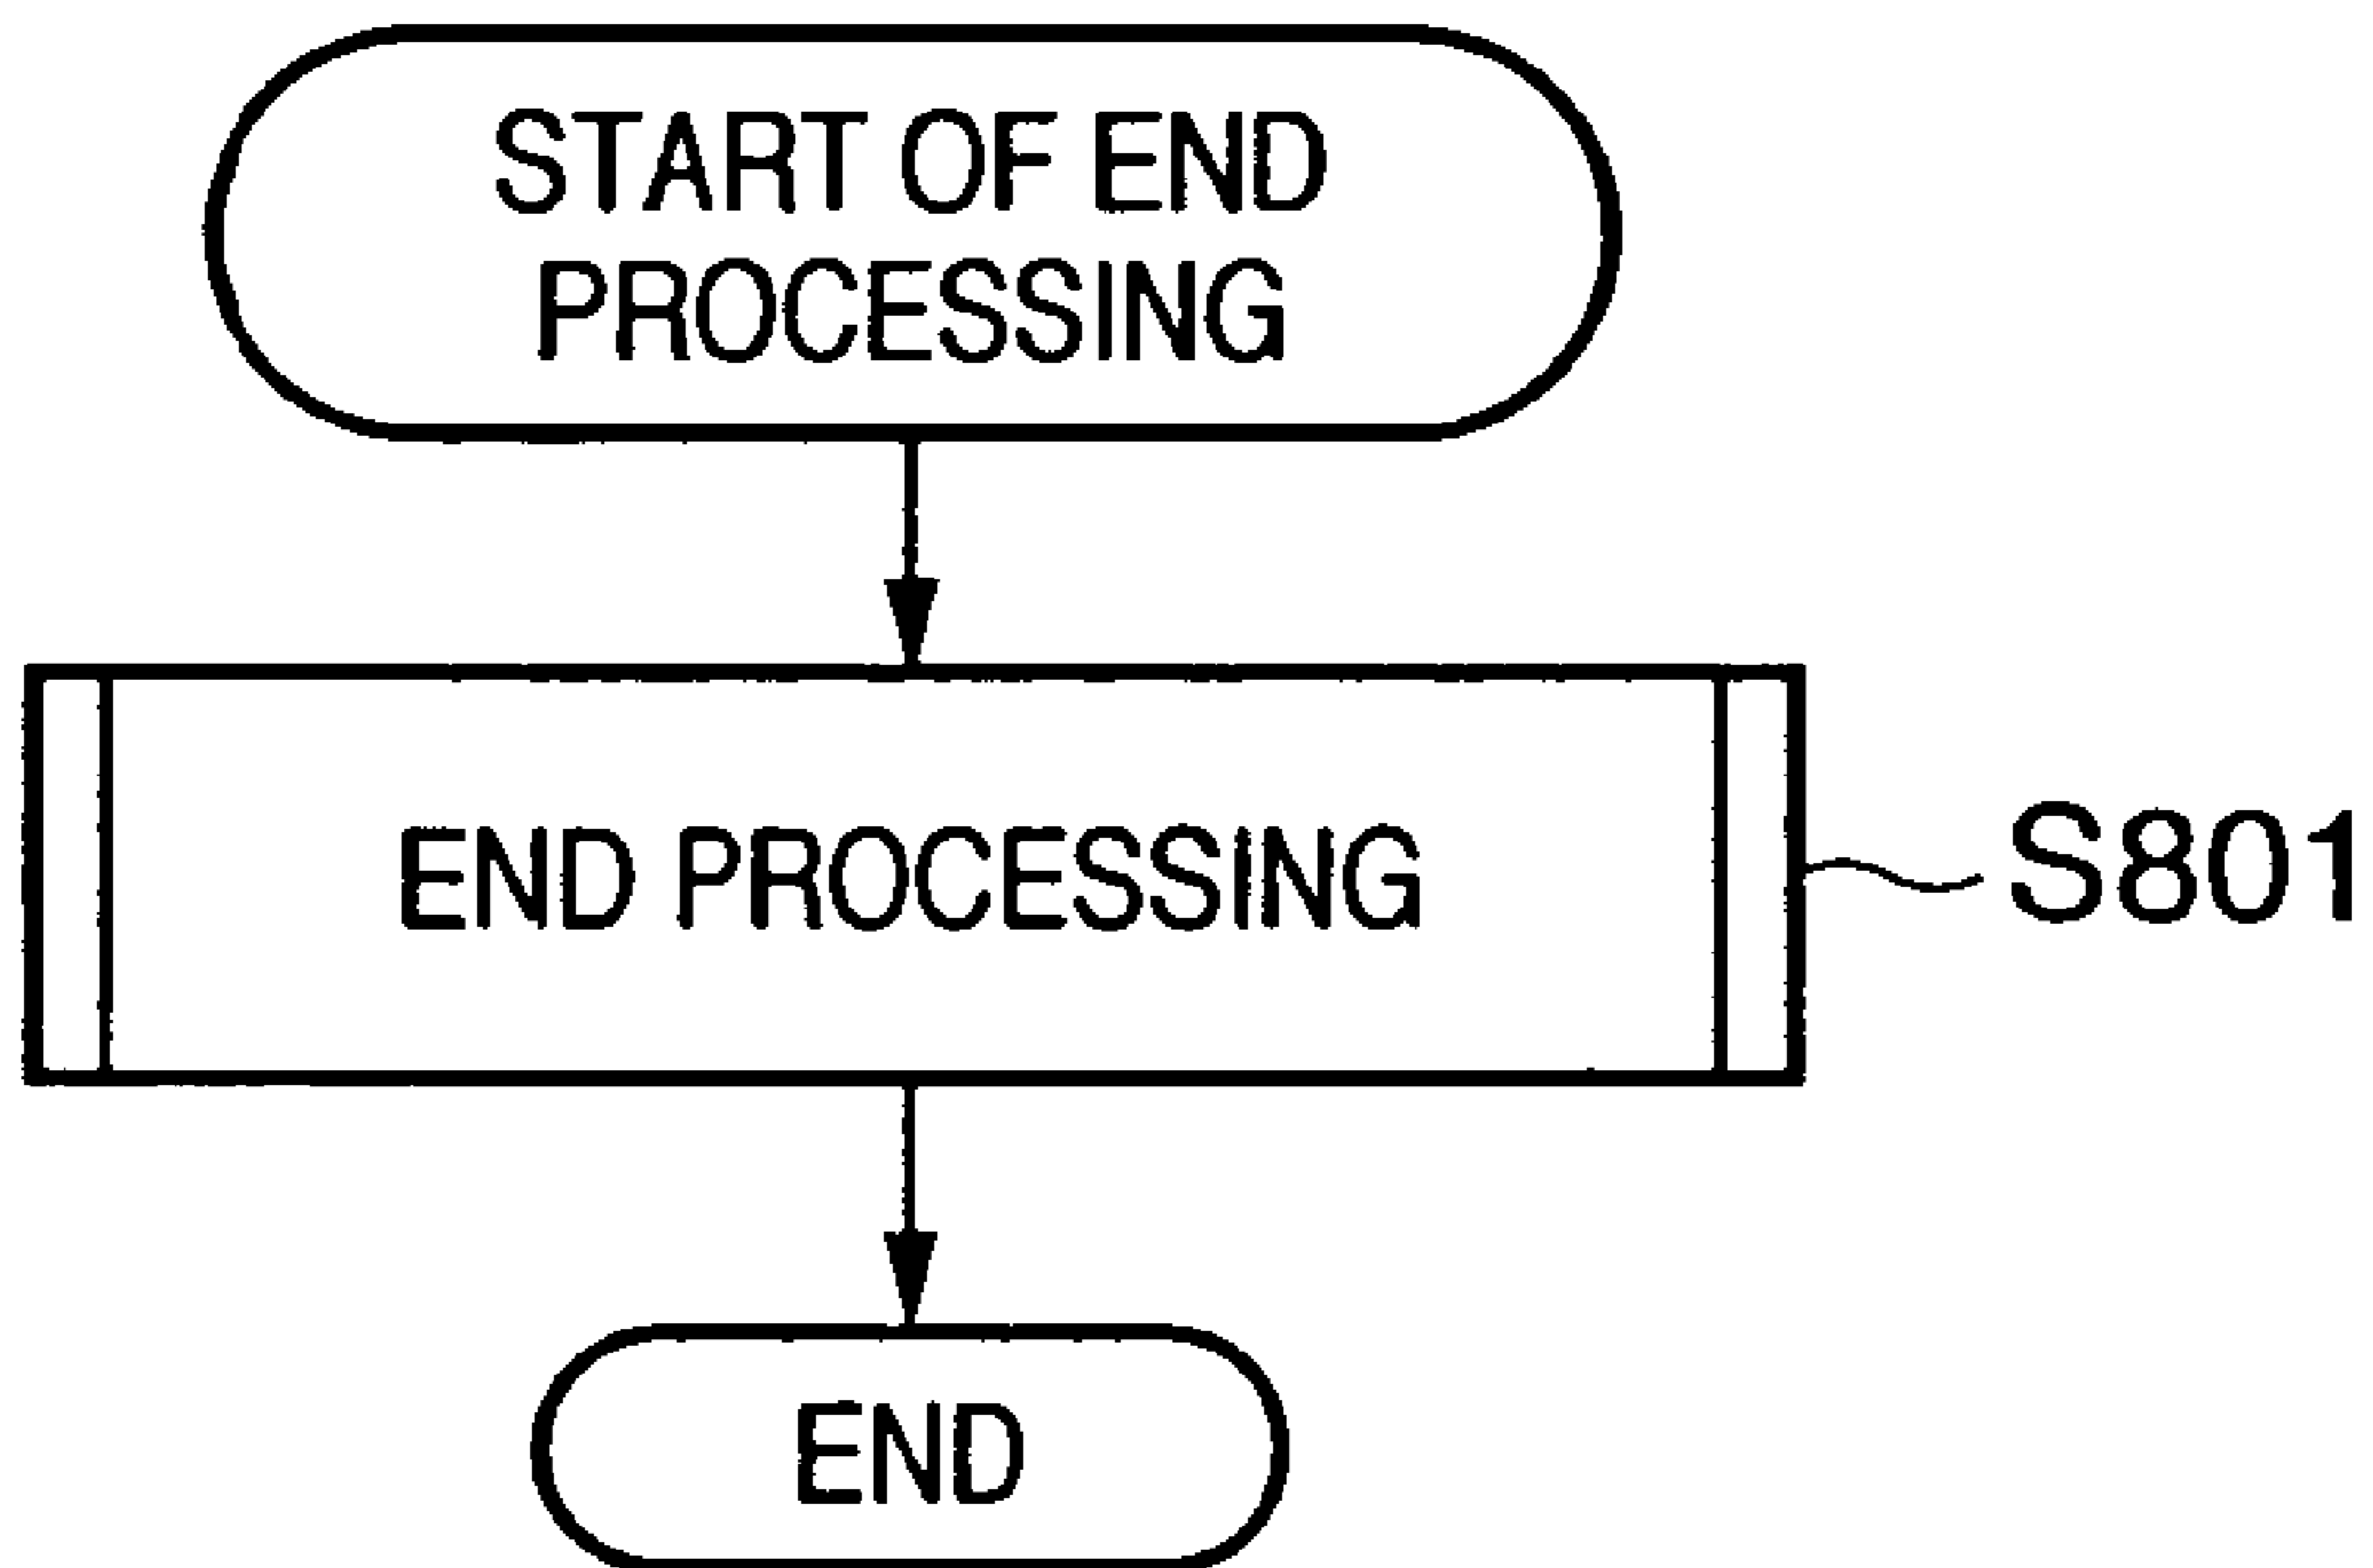 START OF END
PROCESSING
END PROCESSING
S801
END